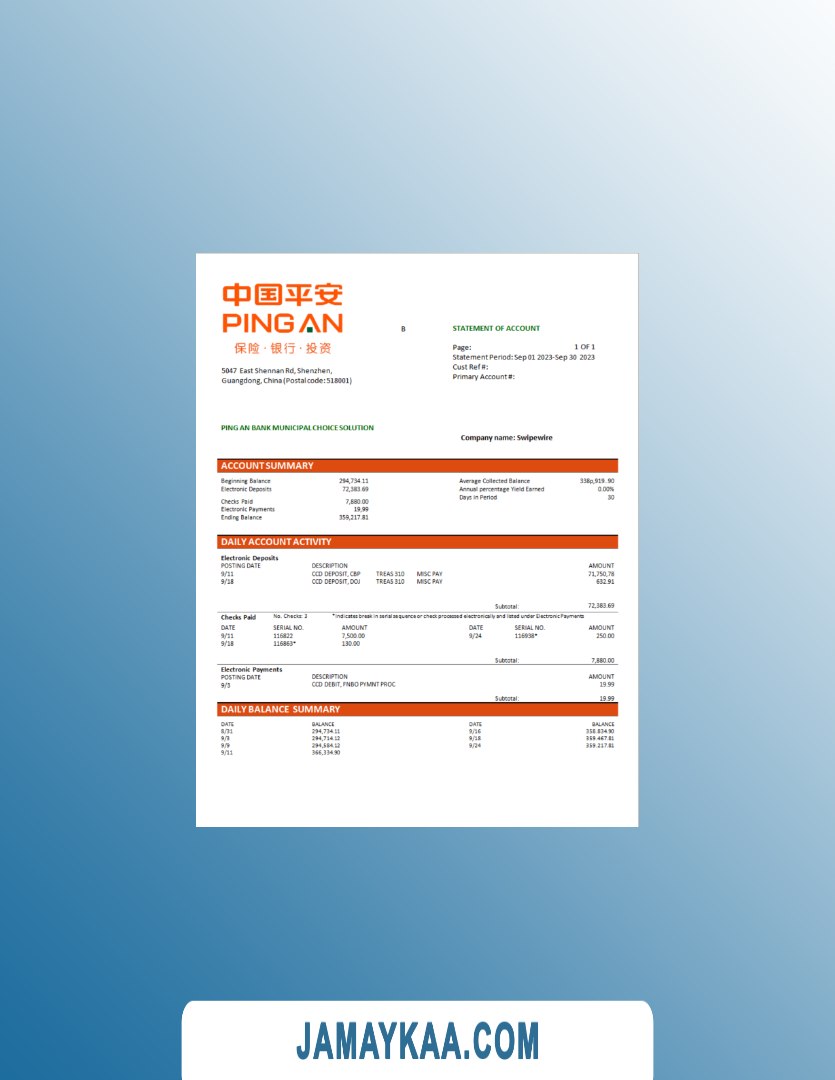 中国平安
PING AN
保险·银行·投资
5047 East Shennan Rd, Shenzhen,
Guangdong, China (Postal code: 518001)
B
STATEMENT OF ACCOUNT
Page: 1 OF 1
Statement Period: Sep 01 2023-Sep 30 2023
Cust Ref #:
Primary Account #:
PING AN BANK MUNICIPAL CHOICE SOLUTION
Company name: Swipewire
ACCOUNT SUMMARY
Beginning Balance 294,734.11 Average Collected Balance 338p,919..90
Electronic Deposits 72,383.69 Annual percentage Yield Earned 0.00%
Days in Period 30
Checks Paid 7,880.00
Electronic Payments 19,99
Ending Balance 359,217.81
DAILY ACCOUNT ACTIVITY
Electronic Deposits
POSTING DATE DESCRIPTION AMOUNT
9/11 CCD DEPOSIT, CBP TREAS 310 MISC PAY 71,750,78
9/18 CCD DEPOSIT, DOJ TREAS 310 MISC PAY 632.91
Subtotal: 72,383.69
Checks Paid No. Checks: 3 *Indicates break in serial sequence or check processed electronically and listed under Electronic Payments
DATE SERIAL NO. AMOUNT DATE SERIAL NO. AMOUNT
9/11 116822 7,500.00 9/24 116938* 250.00
9/18 116863* 130.00
Subtotal: 7,880.00
Electronic Payments
POSTING DATE DESCRIPTION AMOUNT
9/3 CCD DEBIT, FNBO PYMNT PROC 19.99
Subtotal: 19.99
DAILY BALANCE SUMMARY
DATE BALANCE DATE BALANCE
8/31 294,734.11 9/16 358.834.90
9/3 294,714.12 9/18 359.467.81
9/9 294,584.12 9/24 359.217.81
9/11 366,334.90
JAMAYKAA.COM